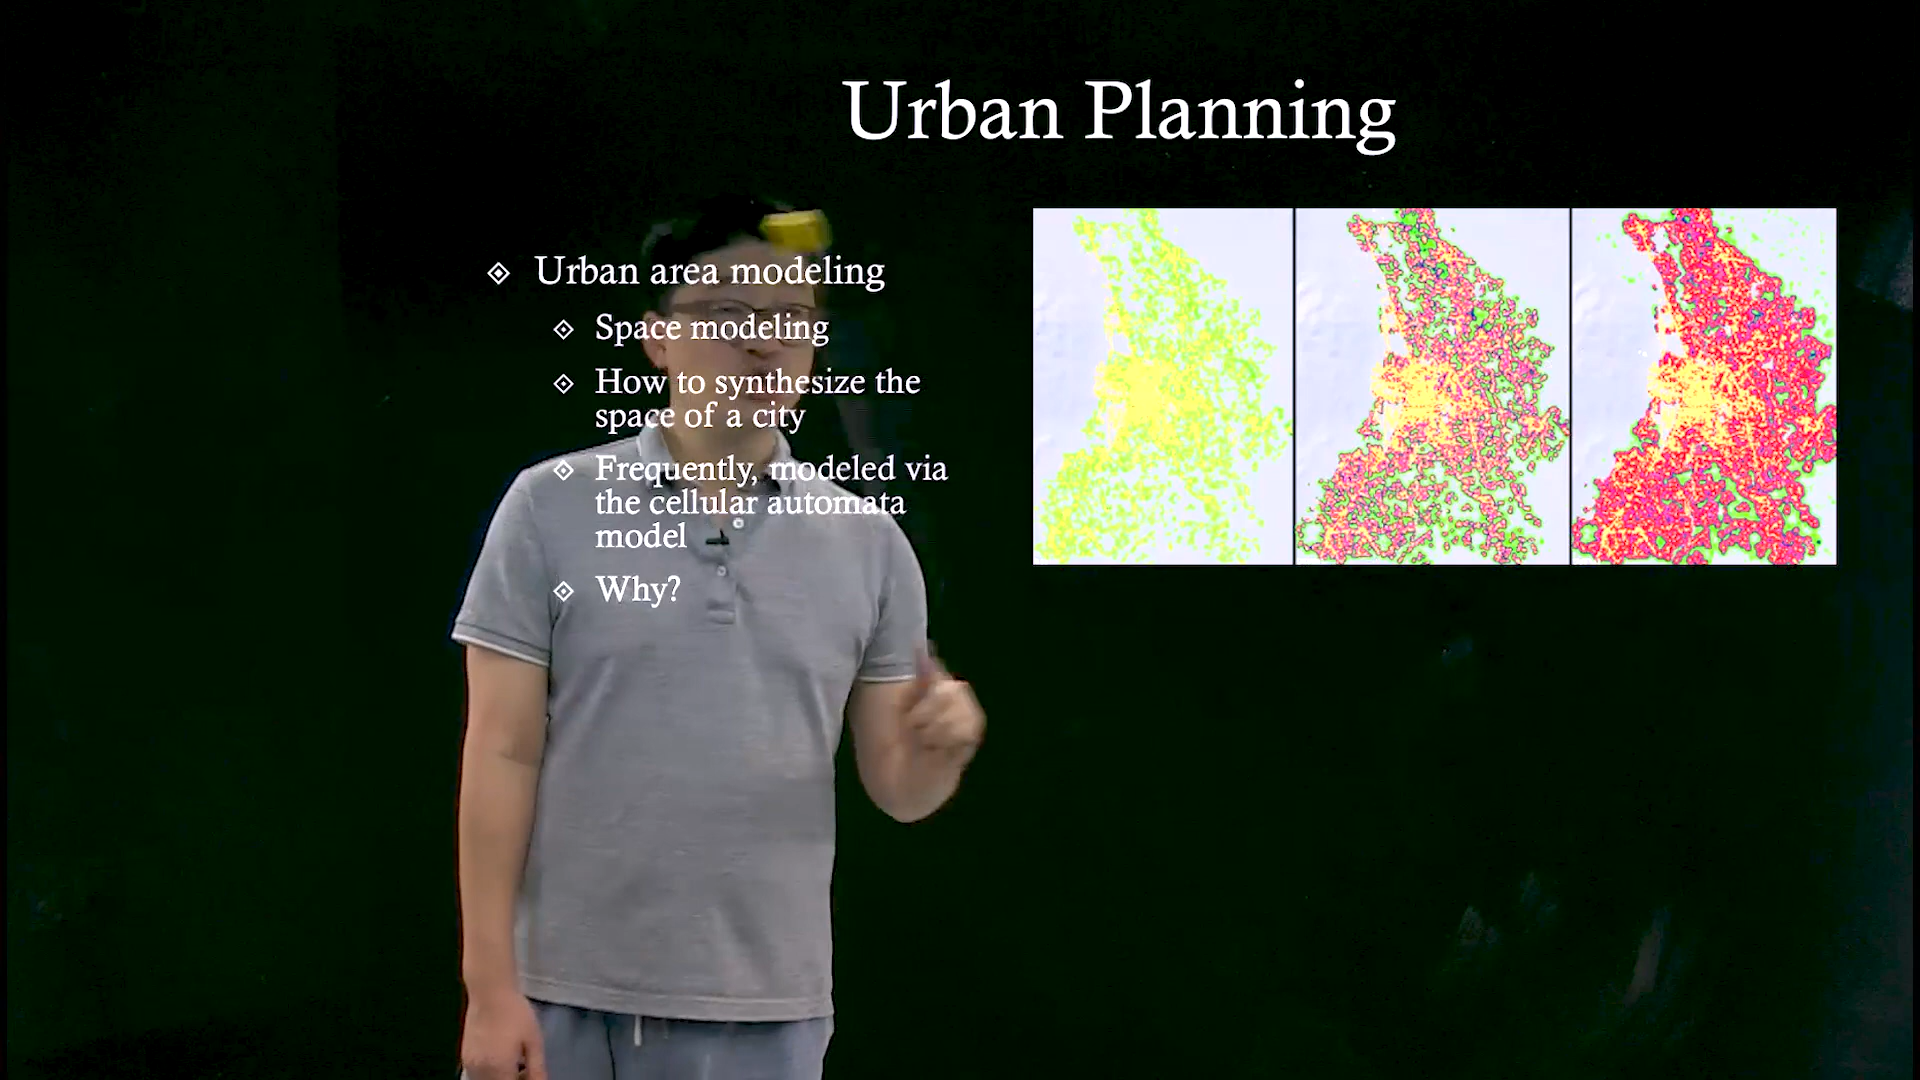 Urban Planning
Urban area modeling
Space modeling
How to synthesize the
space of a city
Frequently, modeled via
the cellular automata
model
Why?